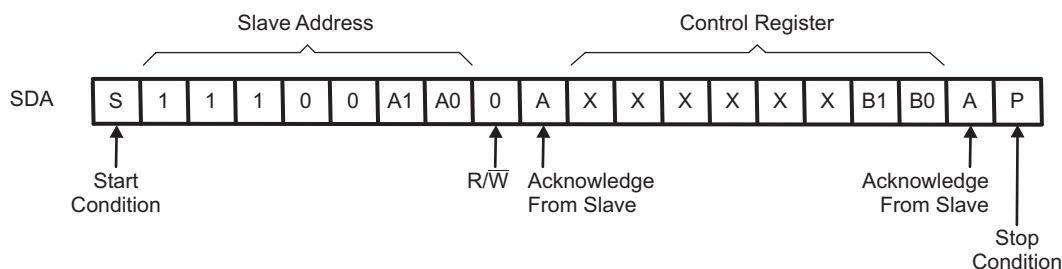 Slave Address
Control Register
SDA S 1 1 1 0 0 A1 A0 0 A X X X X X X B1 B0 A P
Start
Condition
R/W̅
Acknowledge
From Slave
Acknowledge
From Slave
Stop
Condition